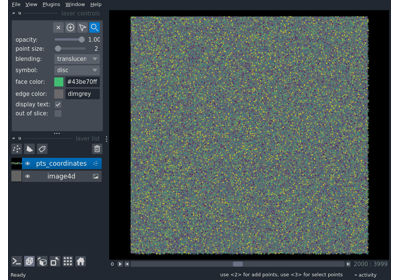 File View Plugins Window Help
layer controls
opacity: 1.00
point size: 2
blending: translucen
symbol: disc
face color: #43be70ff
edge color: dimgrey
display text:
out of slice:
layer list
pts_coordinates
image4d
0 2000 3999
Ready use <2> for add points, use <3> for select points activity